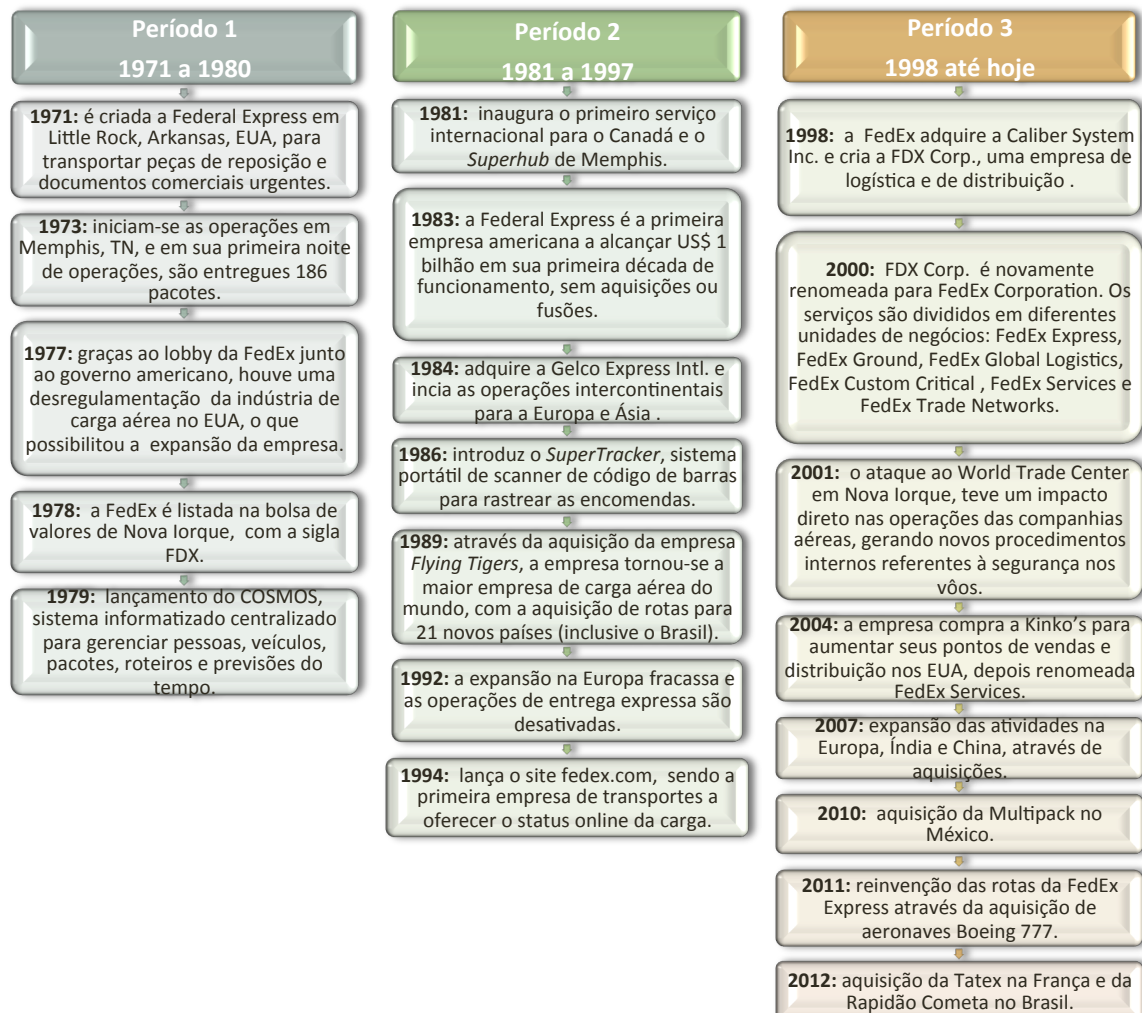 Período 1
1971 a 1980
1971: é criada a Federal Express em
Little Rock, Arkansas, EUA, para
transportar peças de reposição e
documentos comerciais urgentes.
1973: iniciam-se as operações em
Memphis, TN, e em sua primeira noite
de operações, são entregues 186
pacotes.
1977: graças ao lobby da FedEx junto
ao governo americano, houve uma
desregulamentação da indústria de
carga aérea no EUA, o que
possibilitou a expansão da empresa.
1978: a FedEx é listada na bolsa de
valores de Nova Iorque, com a sigla
FDX.
1979: lançamento do COSMOS,
sistema informatizado centralizado
para gerenciar pessoas, veículos,
pacotes, roteiros e previsões do
tempo.
Período 2
1981 a 1997
1981: inaugura o primeiro serviço
internacional para o Canadá e o
Superhub de Memphis.
1983: a Federal Express é a primeira
empresa americana a alcançar US$ 1
bilhão em sua primeira década de
funcionamento, sem aquisições ou
fusões.
1984: adquire a Gelco Express Intl. e
incia as operações intercontinentais
para a Europa e Ásia .
1986: introduz o SuperTracker, sistema
portátil de scanner de código de barras
para rastrear as encomendas.
1989: através da aquisição da empresa
Flying Tigers, a empresa tornou-se a
maior empresa de carga aérea do
mundo, com a aquisição de rotas para
21 novos países (inclusive o Brasil).
1992: a expansão na Europa fracassa e
as operações de entrega expressa são
desativadas.
1994: lança o site fedex.com, sendo a
primeira empresa de transportes a
oferecer o status online da carga.
Período 3
1998 até hoje
1998: a FedEx adquire a Caliber System
Inc. e cria a FDX Corp., uma empresa de
logística e de distribuição .
2000: FDX Corp. é novamente
renomeada para FedEx Corporation. Os
serviços são divididos em diferentes
unidades de negócios: FedEx Express,
FedEx Ground, FedEx Global Logistics,
FedEx Custom Critical , FedEx Services e
FedEx Trade Networks.
2001: o ataque ao World Trade Center
em Nova Iorque, teve um impacto
direto nas operações das companhias
aéreas, gerando novos procedimentos
internos referentes à segurança nos
vôos.
2004: a empresa compra a Kinko's para
aumentar seus pontos de vendas e
distribuição nos EUA, depois renomeada
FedEx Services.
2007: expansão das atividades na
Europa, Índia e China, através de
aquisições.
2010: aquisição da Multipack no
México.
2011: reinvenção das rotas da FedEx
Express através da aquisição de
aeronaves Boeing 777.
2012: aquisição da Tatex na França e da
Rapidão Cometa no Brasil.